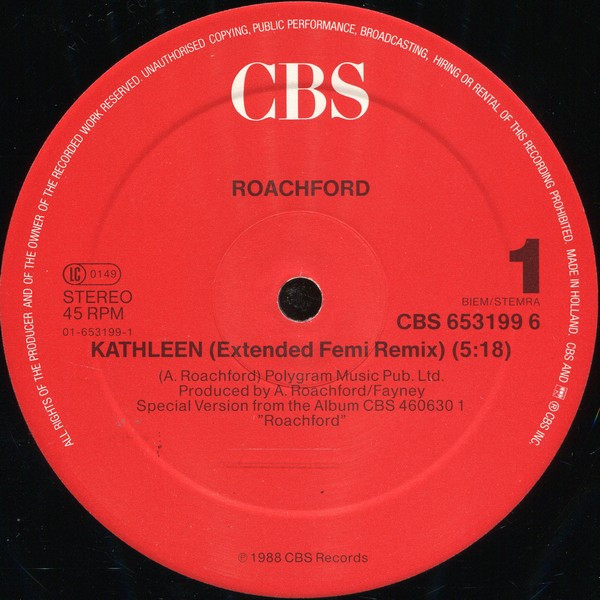 ALL RIGHTS OF THE PRODUCER AND OF THE OWNER OF THE RECORDED WORK RESERVED. UNAUTHORISED COPYING, PUBLIC PERFORMANCE, BROADCASTING, HIRING OR RENTAL OF THIS RECORDING PROHIBITED. MADE IN HOLLAND. CBS AND ℗ CBS INC.
CBS
ROACHFORD
LC 0149
STEREO
45 RPM
01-653199-1
1
BIEM/STEMRA
CBS 653199 6
KATHLEEN (Extended Femi Remix) (5:18)
(A. Roachford) Polygram Music Pub. Ltd.
Produced by A. Roachford/Fayney
Special Version from the Album CBS 460630 1
"Roachford"
℗ 1988 CBS Records